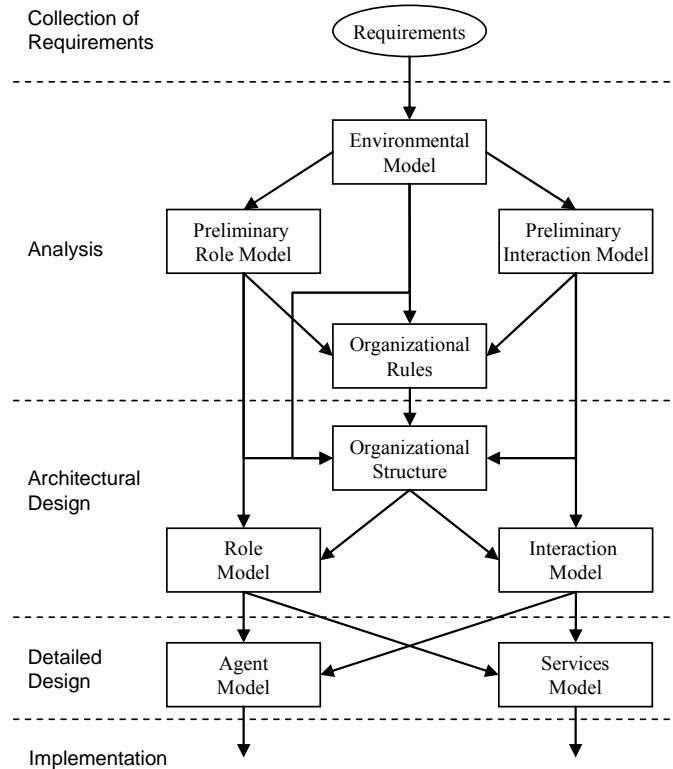 Collection of
Requirements
Requirements
Environmental
Model
Analysis
Preliminary
Role Model
Preliminary
Interaction Model
Organizational
Rules
Architectural
Design
Organizational
Structure
Role
Model
Interaction
Model
Detailed
Design
Agent
Model
Services
Model
Implementation